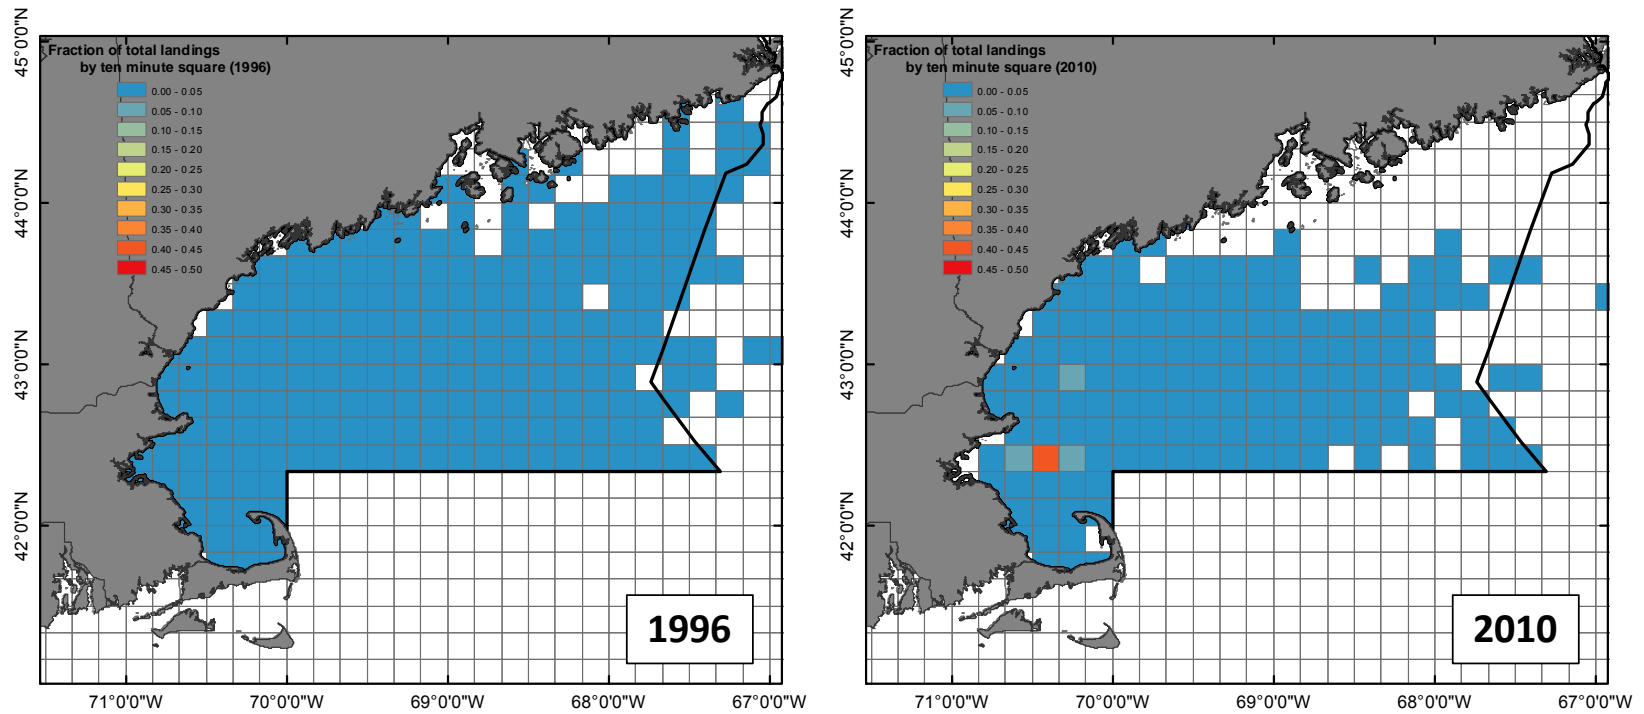 Fraction of total landings
by ten minute square (1996)
0.00 - 0.05
0.05 - 0.10
0.10 - 0.15
0.15 - 0.20
0.20 - 0.25
0.25 - 0.30
0.30 - 0.35
0.35 - 0.40
0.40 - 0.45
0.45 - 0.50
45°0'0"N
44°0'0"N
43°0'0"N
42°0'0"N
1996
71°0'0"W
70°0'0"W
69°0'0"W
68°0'0"W
67°0'0"W
Fraction of total landings
by ten minute square (2010)
0.00 - 0.05
0.05 - 0.10
0.10 - 0.15
0.15 - 0.20
0.20 - 0.25
0.25 - 0.30
0.30 - 0.35
0.35 - 0.40
0.40 - 0.45
0.45 - 0.50
45°0'0"N
44°0'0"N
43°0'0"N
42°0'0"N
2010
71°0'0"W
70°0'0"W
69°0'0"W
68°0'0"W
67°0'0"W